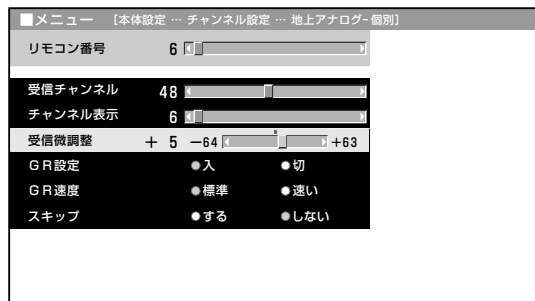 ■メニュー [本体設定 … チャンネル設定 … 地上アナログ-個別]
リモコン番号 6
受信チャンネル 48
チャンネル表示 6
受信微調整 + 5 -64 +63
GR設定 ●入 ●切
GR速度 ●標準 ●速い
スキップ ●する ●しない